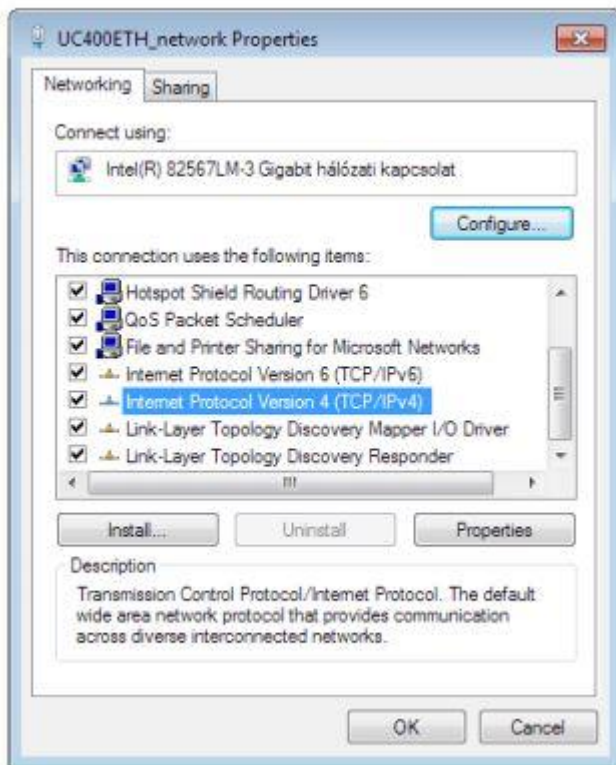 UC400ETH_network Properties
Networking
Sharing
Connect using:
Intel(R) 82567LM-3 Gigabit hálózati kapcsolat
Configure...
This connection uses the following items:
Hotspot Shield Routing Driver 6
QoS Packet Scheduler
File and Printer Sharing for Microsoft Networks
Internet Protocol Version 6 (TCP/IPv6)
Internet Protocol Version 4 (TCP/IPv4)
Link-Layer Topology Discovery Mapper I/O Driver
Link-Layer Topology Discovery Responder
Install...
Uninstall
Properties
Description
Transmission Control Protocol/Internet Protocol. The default
wide area network protocol that provides communication
across diverse interconnected networks.
OK
Cancel